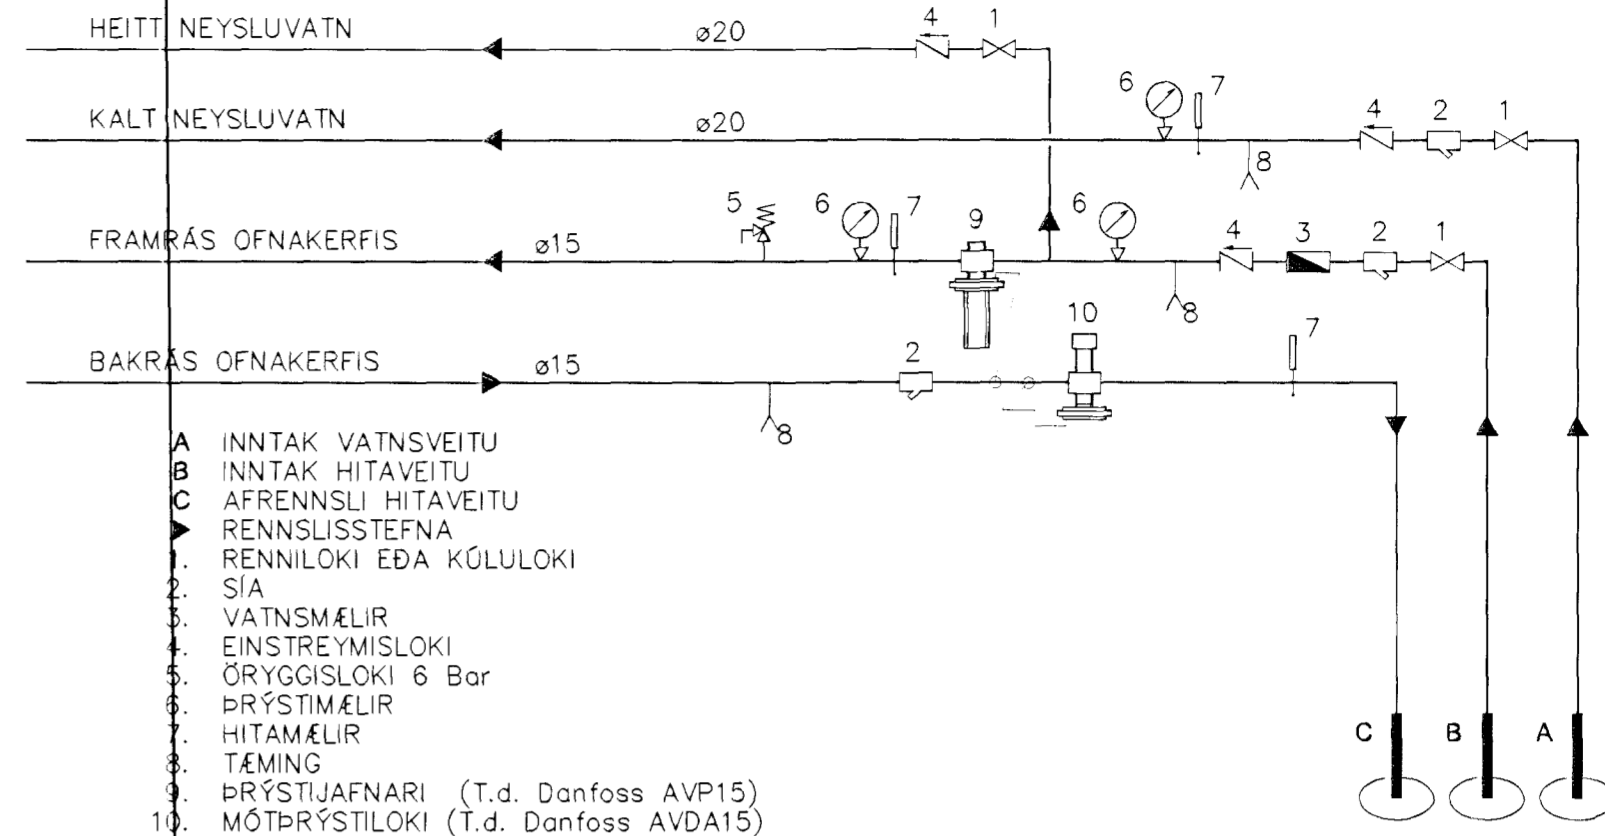 HEITT NEYSLUVATN
ø20
4 1
6 7
KALT NEYSLUVATN
ø20
4 2 1
8
5 6 7 9 6
4 3 2 1
FRAMRÁS OFNAKERFIS
ø15
8
10
7
BAKRÁS OFNAKERFIS
ø15
2
8
A INNTAK VATNSVEITU
B INNTAK HITAVEITU
C AFRENNSLI HITAVEITU
RENNSLISSTEFNA
1. RENNILOKI EÐA KÚLULOKI
2. SÍA
3. VATNSMÆLIR
4. EINSTREYMISLOKI
5. ÖRYGGISLOKI 6 Bar
6. ÞRÝSTIMÆLIR
7. HITAMÆLIR
8. TÆMING
9. ÞRÝSTIJAFNARI (T.d. Danfoss AVP15)
10. MÓTÞRÝSTILOKI (T.d. Danfoss AVDA15)
C B A